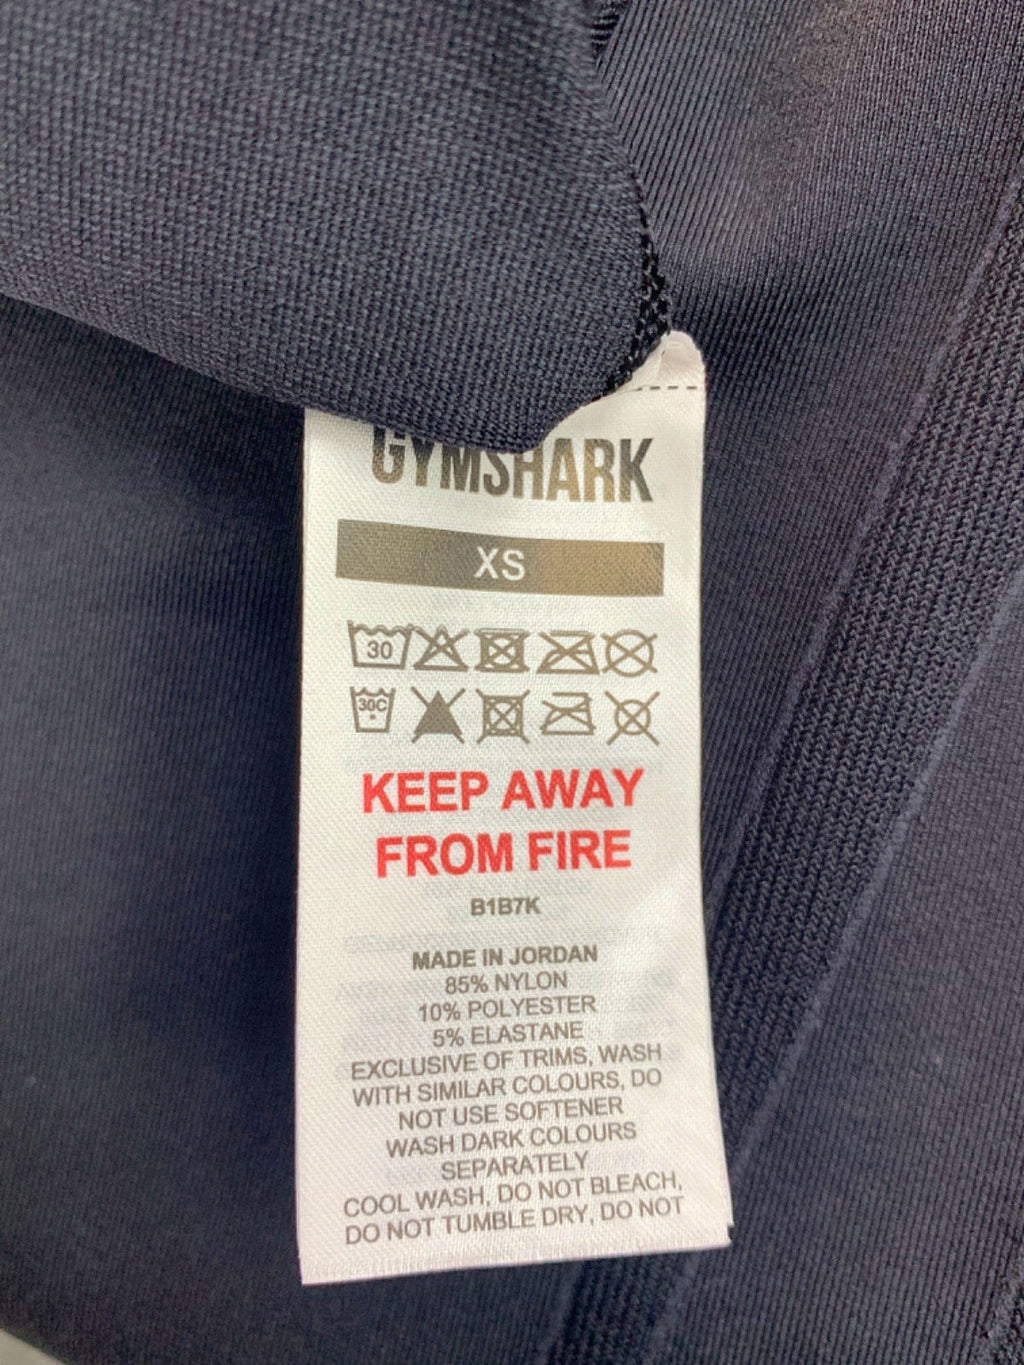 GYMSHARK
XS
30
30C
KEEP AWAY
FROM FIRE
B1B7K
MADE IN JORDAN
85% NYLON
10% POLYESTER
5% ELASTANE
EXCLUSIVE OF TRIMS, WASH
WITH SIMILAR COLOURS, DO
NOT USE SOFTENER
WASH DARK COLOURS
SEPARATELY
COOL WASH, DO NOT BLEACH,
DO NOT TUMBLE DRY, DO NOT